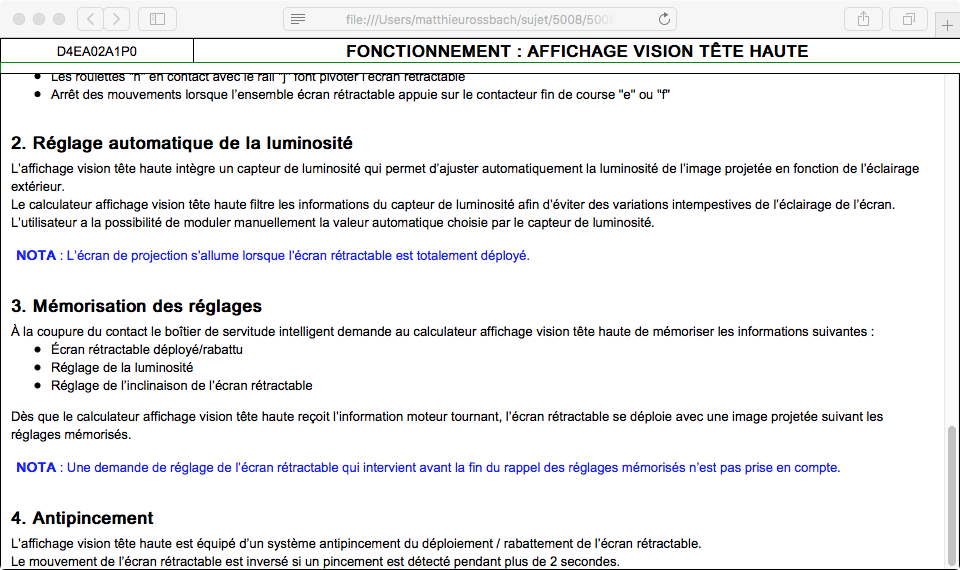 file:///Users/matthieurossbach/sujet/5008/500
D4EA02A1P0
FONCTIONNEMENT : AFFICHAGE VISION TÊTE HAUTE
Les roulettes "h" en contact avec le rail "j" font pivoter l'écran rétractable
Arrêt des mouvements lorsque l'ensemble écran rétractable appuie sur le contacteur fin de course "e" ou "f"
2. Réglage automatique de la luminosité
L'affichage vision tête haute intègre un capteur de luminosité qui permet d'ajuster automatiquement la luminosité de l'image projetée en fonction de l'éclairage
extérieur.
Le calculateur affichage vision tête haute filtre les informations du capteur de luminosité afin d'éviter des variations intempestives de l'éclairage de l'écran.
L'utilisateur a la possibilité de moduler manuellement la valeur automatique choisie par le capteur de luminosité.
NOTA : L'écran de projection s'allume lorsque l'écran rétractable est totalement déployé.
3. Mémorisation des réglages
À la coupure du contact le boîtier de servitude intelligent demande au calculateur affichage vision tête haute de mémoriser les informations suivantes :
Écran rétractable déployé/rabattu
Réglage de la luminosité
Réglage de l'inclinaison de l'écran rétractable
Dès que le calculateur affichage vision tête haute reçoit l'information moteur tournant, l'écran rétractable se déploie avec une image projetée suivant les
réglages mémorisés.
NOTA : Une demande de réglage de l'écran rétractable qui intervient avant la fin du rappel des réglages mémorisés n'est pas prise en compte.
4. Antipincement
L'affichage vision tête haute est équipé d'un système antipincement du déploiement / rabattement de l'écran rétractable.
Le mouvement de l'écran rétractable est inversé si un pincement est détecté pendant plus de 2 secondes.